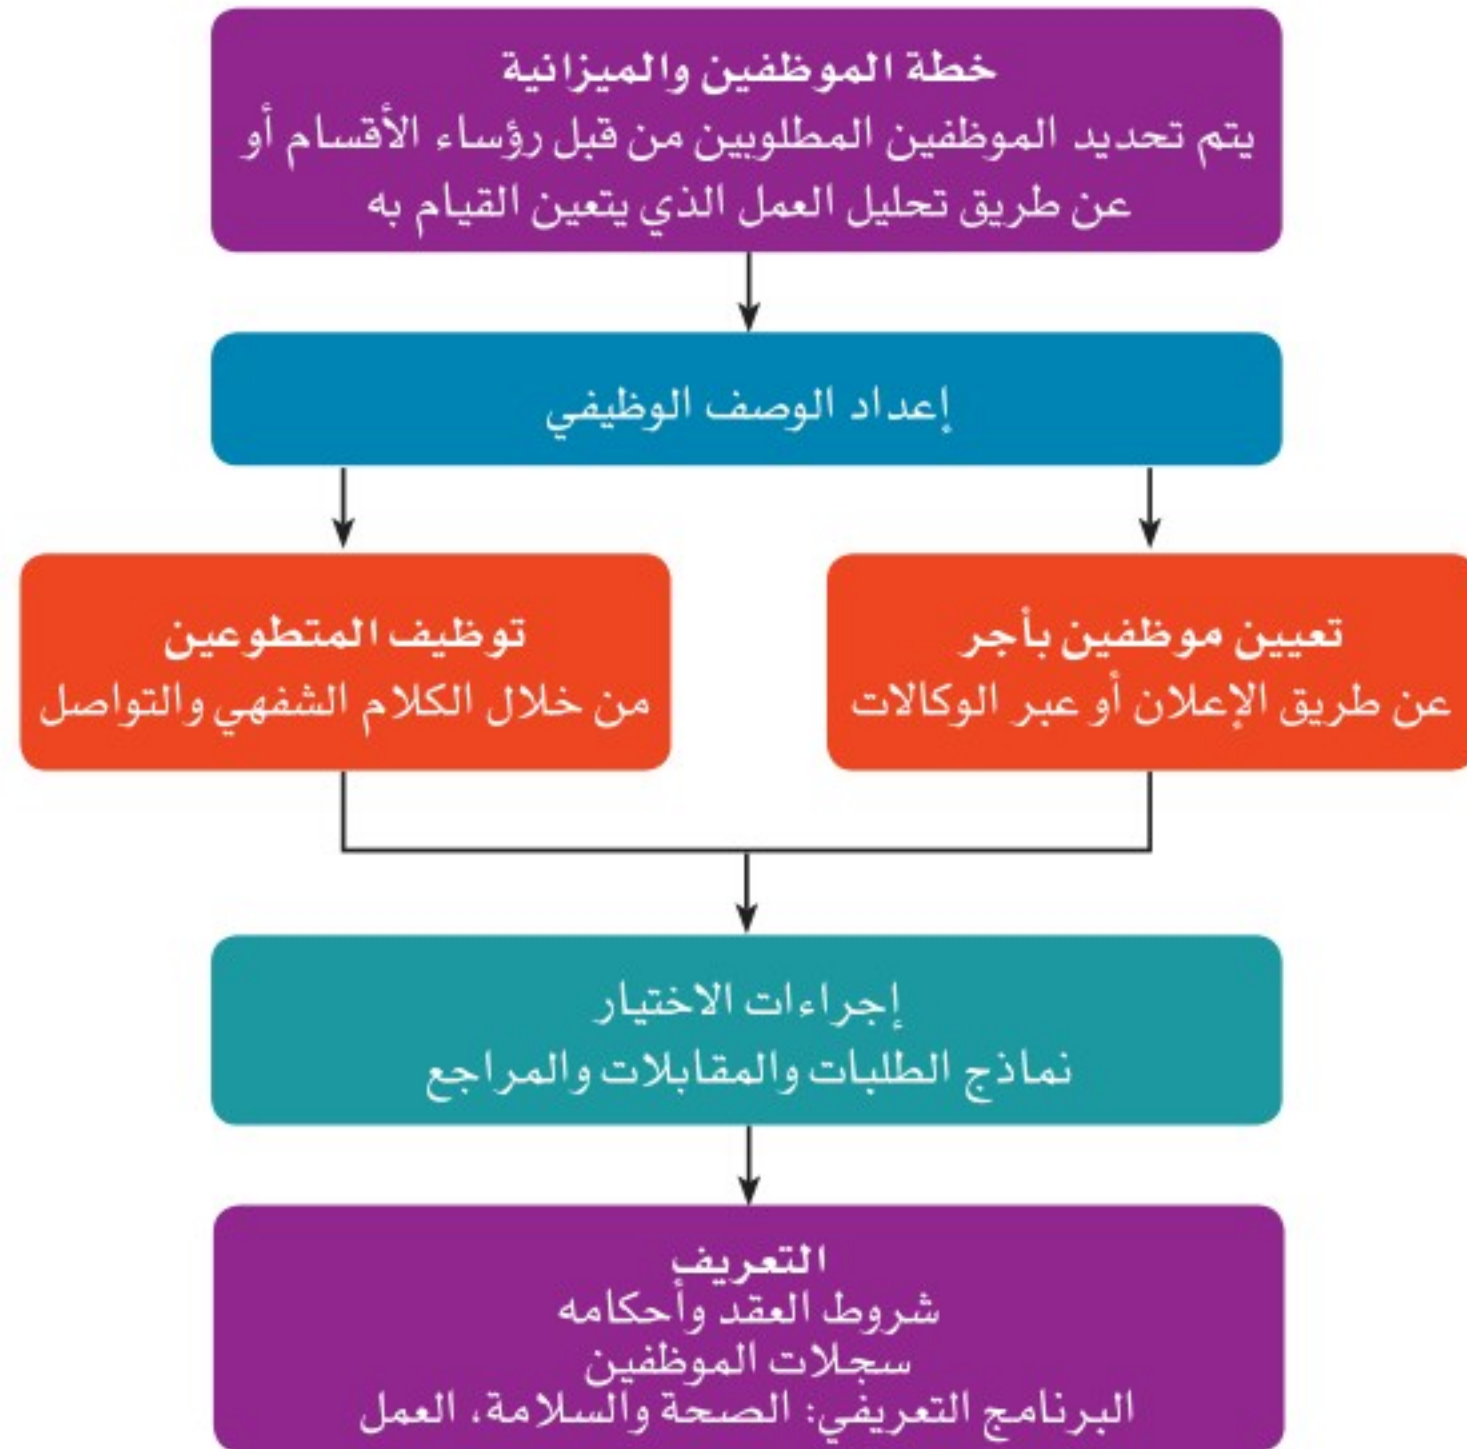 خطة الموظفين والميزانية
يتم تحديد الموظفين المطلوبين من قبل رؤساء الأقسام أو
عن طريق تحليل العمل الذي يتعين القيام به
إعداد الوصف الوظيفي
تعيين موظفين بأجر
عن طريق الإعلان أو عبر الوكالات
توظيف المتطوعين
من خلال الكلام الشفهي والتواصل
إجراءات الاختيار
نماذج الطلبات والمقابلات والمراجع
التعريف
شروط العقد وأحكامه
سجلات الموظفين
البرنامج التعريفي: الصحة والسلامة، العمل